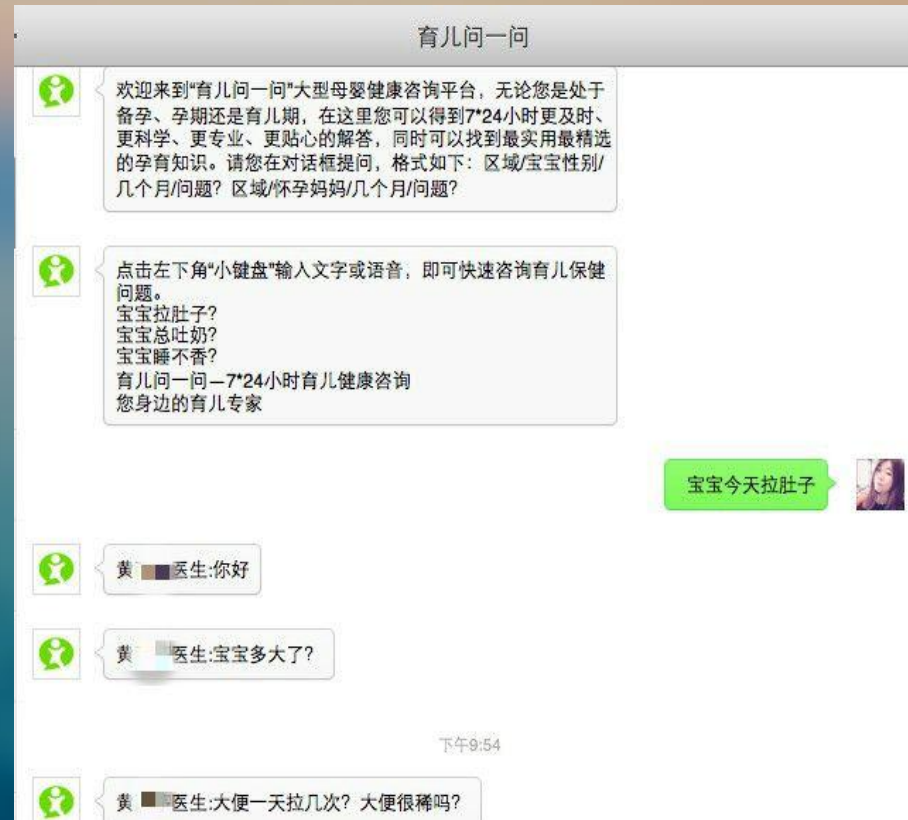 育儿问一问
欢迎来到“育儿问一问”大型母婴健康咨询平台，无论您是处于
备孕、孕期还是育儿期，在这里您可以得到7*24小时更及时、
更科学、更专业、更贴心的解答，同时可以找到最实用最精选
的孕育知识。请您在对话框提问，格式如下：区域/宝宝性别/
几个月/问题？区域/怀孕妈妈/几个月/问题？
点击左下角“小键盘”输入文字或语音，即可快速咨询育儿保健
问题。
宝宝拉肚子?
宝宝总吐奶?
宝宝睡不香?
育儿问一问—7*24小时育儿健康咨询
您身边的育儿专家
宝宝今天拉肚子
黄 医生:你好
黄 医生:宝宝多大了?
下午9:54
黄 医生:大便一天拉几次？大便很稀吗?